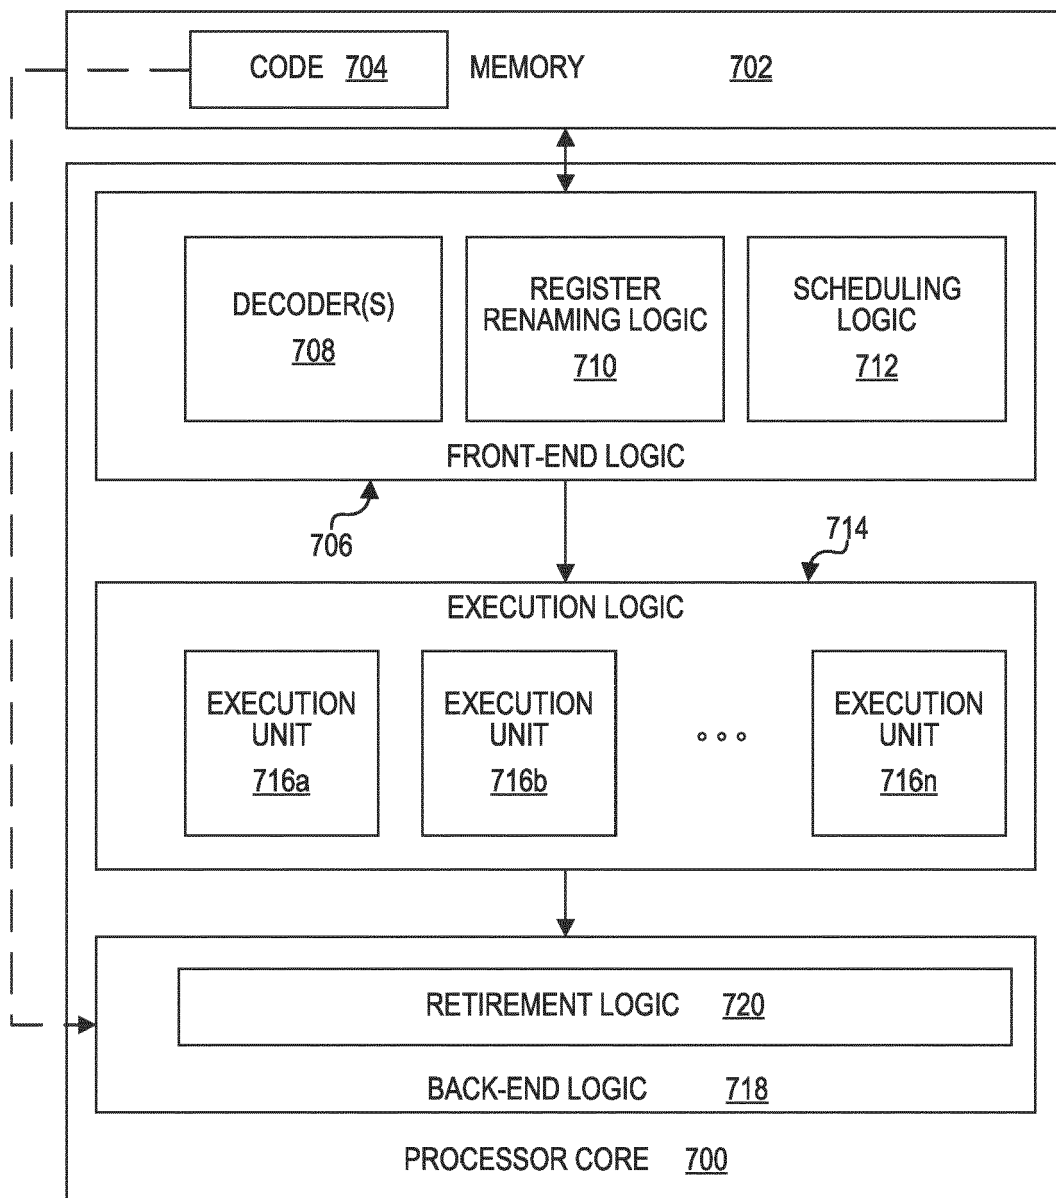 CODE 704 MEMORY 702
DECODER(S)
708
REGISTER
RENAMING LOGIC
710
SCHEDULING
LOGIC
712
FRONT-END LOGIC
706
714
EXECUTION LOGIC
EXECUTION
UNIT
716a
EXECUTION
UNIT
716b
EXECUTION
UNIT
716n
RETIREMENT LOGIC 720
BACK-END LOGIC 718
PROCESSOR CORE 700